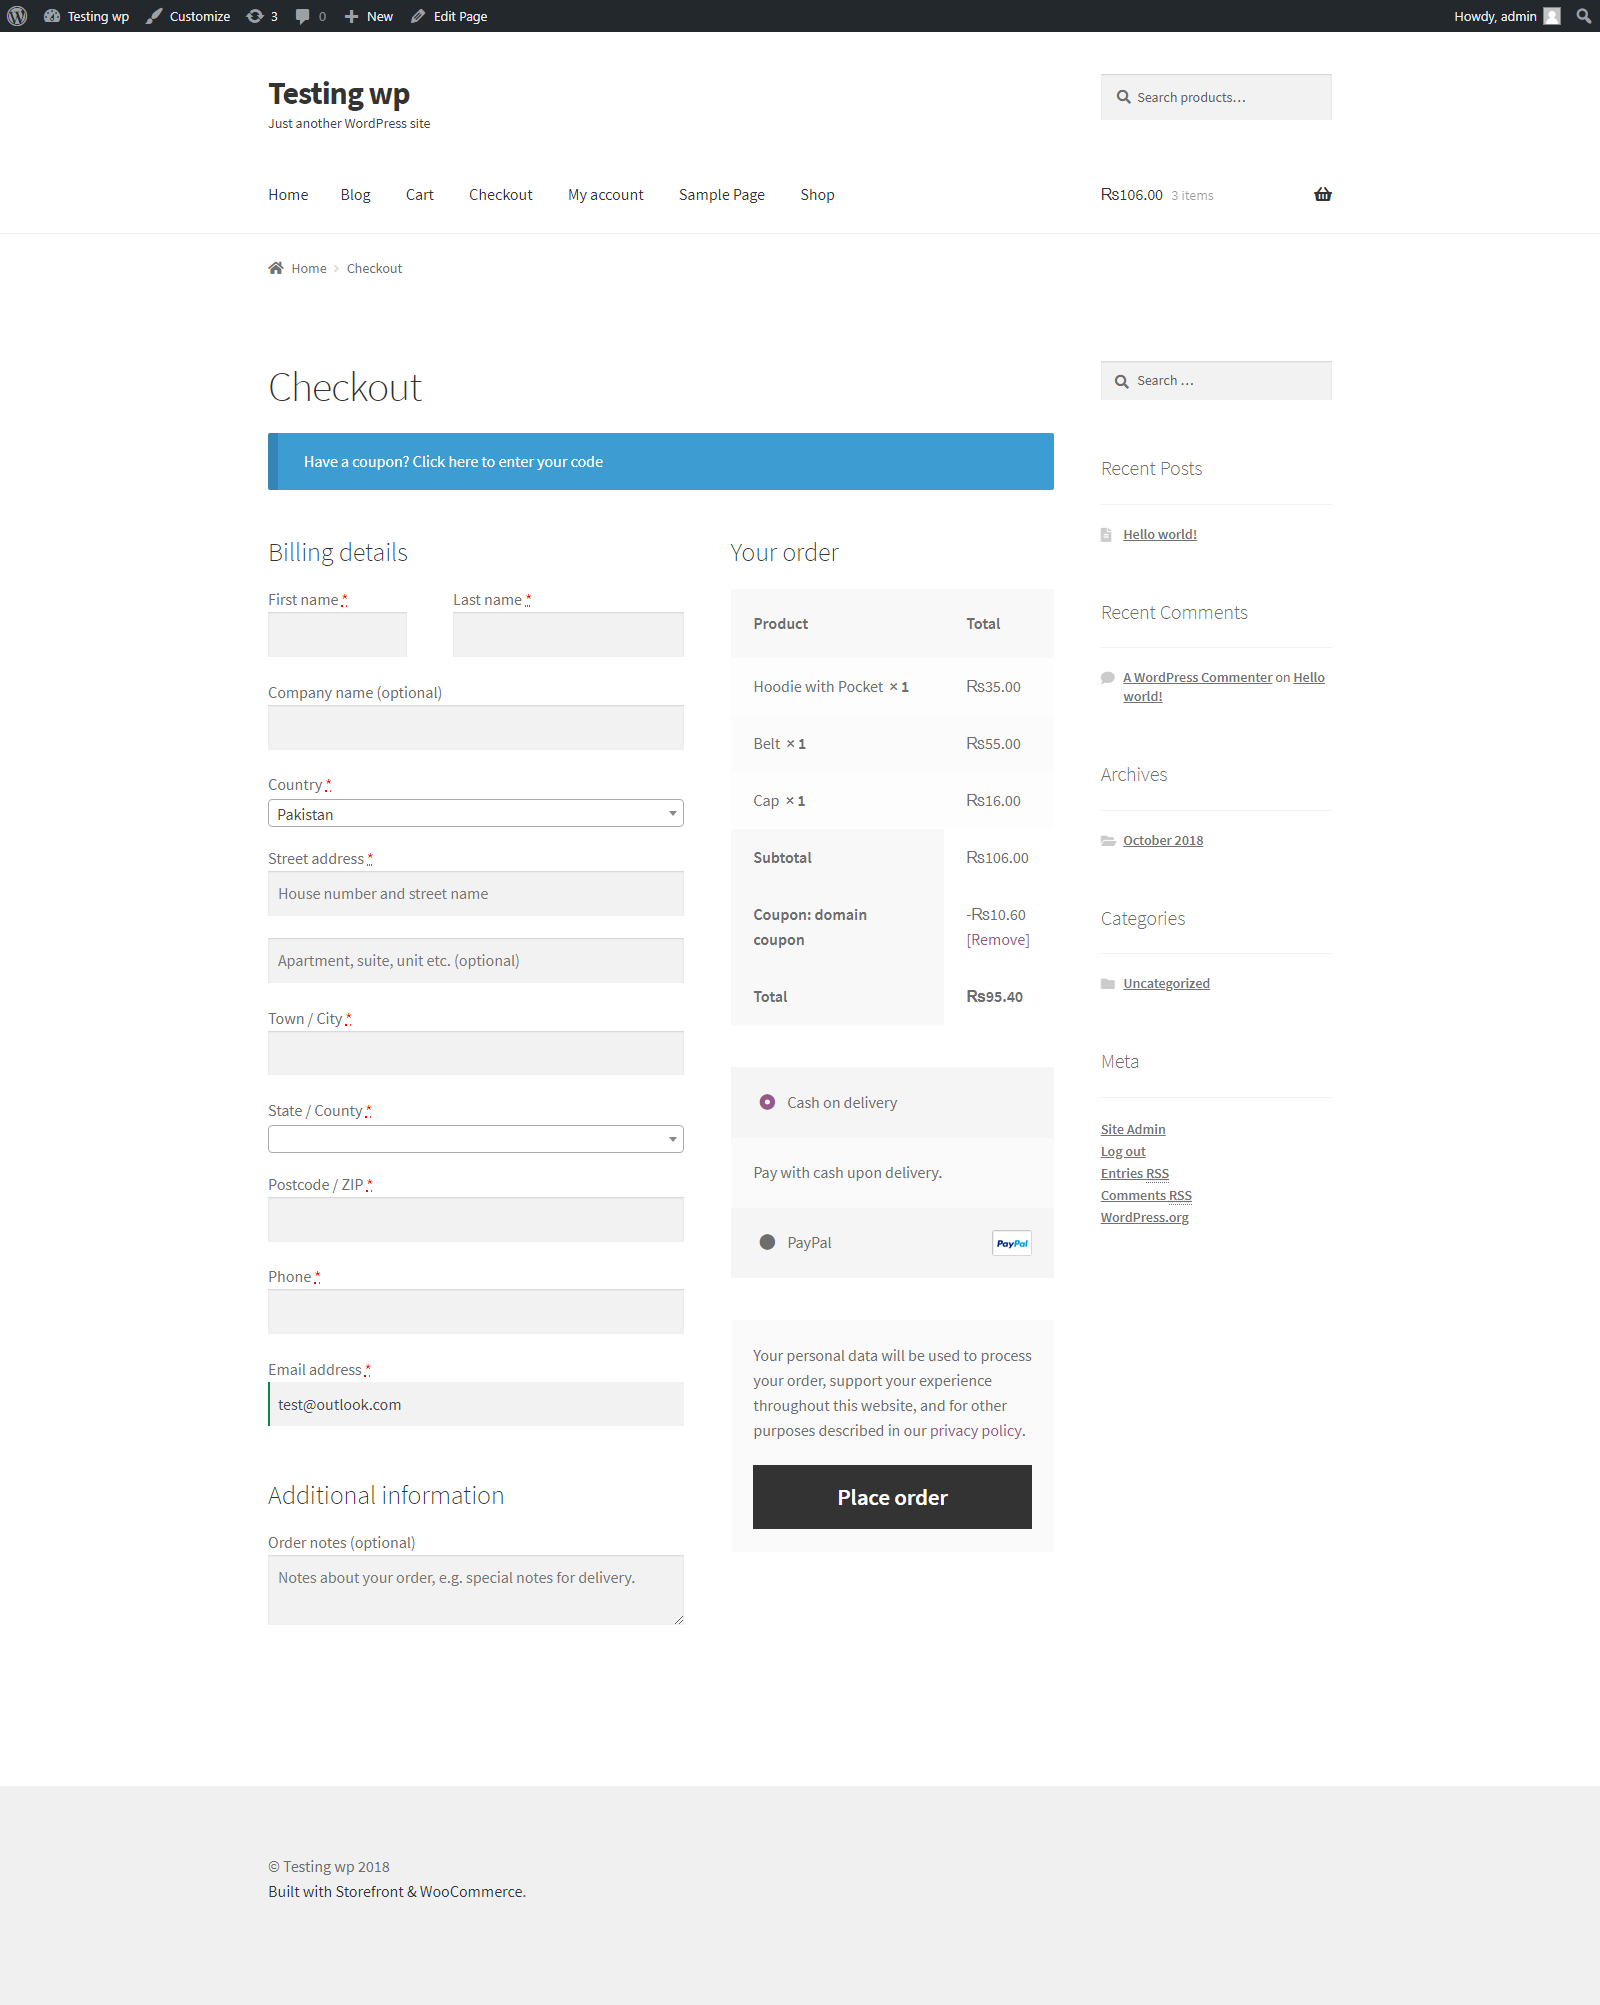 Testing wp Customize 3 0 New Edit Page Howdy, admin
Testing wp
Just another WordPress site
Search products…
Home Blog Cart Checkout My account Sample Page Shop
₨106.00 3 items
Home Checkout
Checkout
Have a coupon? Click here to enter your code
Billing details
First name *
Last name *
Company name (optional)
Country *
Pakistan
Street address *
House number and street name
Apartment, suite, unit etc. (optional)
Town / City *
State / County *
Postcode / ZIP *
Phone *
Email address *
test@outlook.com
Additional information
Order notes (optional)
Notes about your order, e.g. special notes for delivery.
Your order
Product Total
Hoodie with Pocket × 1 ₨35.00
Belt × 1 ₨55.00
Cap × 1 ₨16.00
Subtotal ₨106.00
Coupon: domain -₨10.60
coupon [Remove]
Total ₨95.40
Cash on delivery
Pay with cash upon delivery.
PayPal PayPal
Your personal data will be used to process
your order, support your experience
throughout this website, and for other
purposes described in our privacy policy.
Place order
Search …
Recent Posts
Hello world!
Recent Comments
A WordPress Commenter on Hello
world!
Archives
October 2018
Categories
Uncategorized
Meta
Site Admin
Log out
Entries RSS
Comments RSS
WordPress.org
© Testing wp 2018
Built with Storefront & WooCommerce.